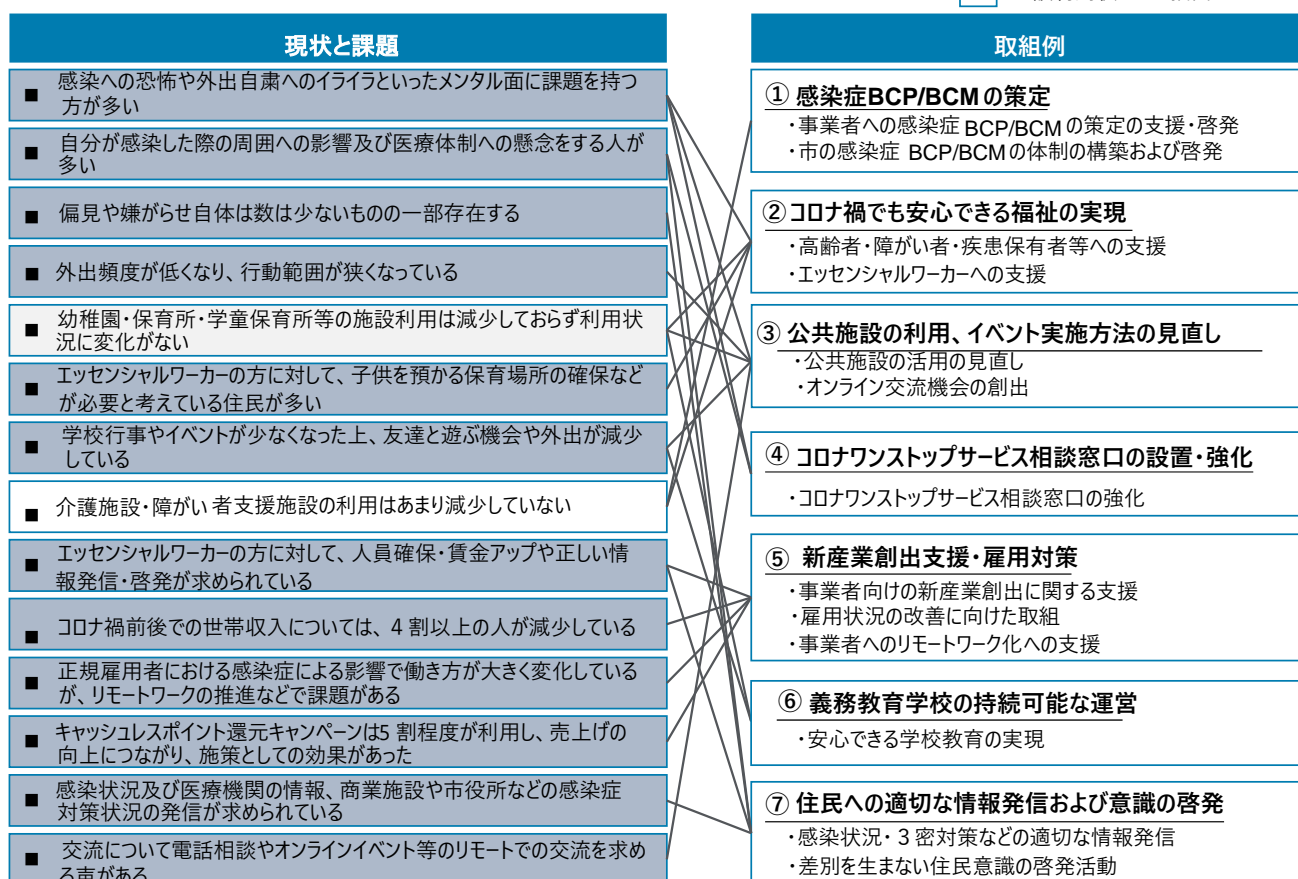 現状と課題
■ 感染への恐怖や外出自粛へのイライラといったメンタル面に課題を持つ
方が多い
■ 自分が感染した際の周囲への影響及び医療体制への懸念をする人が
多い
■ 偏見や嫌がらせ自体は数は少ないものの一部存在する
■ 外出頻度が低くなり、行動範囲が狭くなっている
■ 幼稚園・保育所・学童保育所等の施設利用は減少しておらず利用状
況に変化がない
■ エッセンシャルワーカーの方に対して、子供を預かる保育場所の確保など
が必要と考えている住民が多い
■ 学校行事やイベントが少なくなった上、友達と遊ぶ機会や外出が減少
している
■ 介護施設・障がい者支援施設の利用はあまり減少していない
■ エッセンシャルワーカーの方に対して、人員確保・賃金アップや正しい情
報発信・啓発が求められている
■ コロナ禍前後での世帯収入については、4割以上の人が減少している
■ 正規雇用者における感染症による影響で働き方が大きく変化している
が、リモートワークの推進などで課題がある
■ キャッシュレスポイント還元キャンペーンは5割程度が利用し、売上げの
向上につながり、施策としての効果があった
■ 感染状況及び医療機関の情報、商業施設や市役所などの感染症
対策状況の発信が求められている
■ 交流について電話相談やオンラインイベント等のリモートでの交流を求め
る声がある
取組例
① 感染症BCP/BCMの策定
・事業者への感染症BCP/BCMの策定の支援・啓発
・市の感染症 BCP/BCMの体制の構築および啓発
②コロナ禍でも安心できる福祉の実現
・高齢者・障がい者・疾患保有者等への支援
・エッセンシャルワーカーへの支援
③ 公共施設の利用、イベント実施方法の見直し
・公共施設の活用の見直し
・オンライン交流機会の創出
④ コロナワンストップサービス相談窓口の設置・強化
・コロナワンストップサービス相談窓口の強化
⑤ 新産業創出支援・雇用対策
・事業者向けの新産業創出に関する支援
・雇用状況の改善に向けた取組
・事業者へのリモートワーク化への支援
⑥ 義務教育学校の持続可能な運営
・安心できる学校教育の実現
⑦ 住民への適切な情報発信および意識の啓発
・感染状況・3密対策などの適切な情報発信
・差別を生まない住民意識の啓発活動